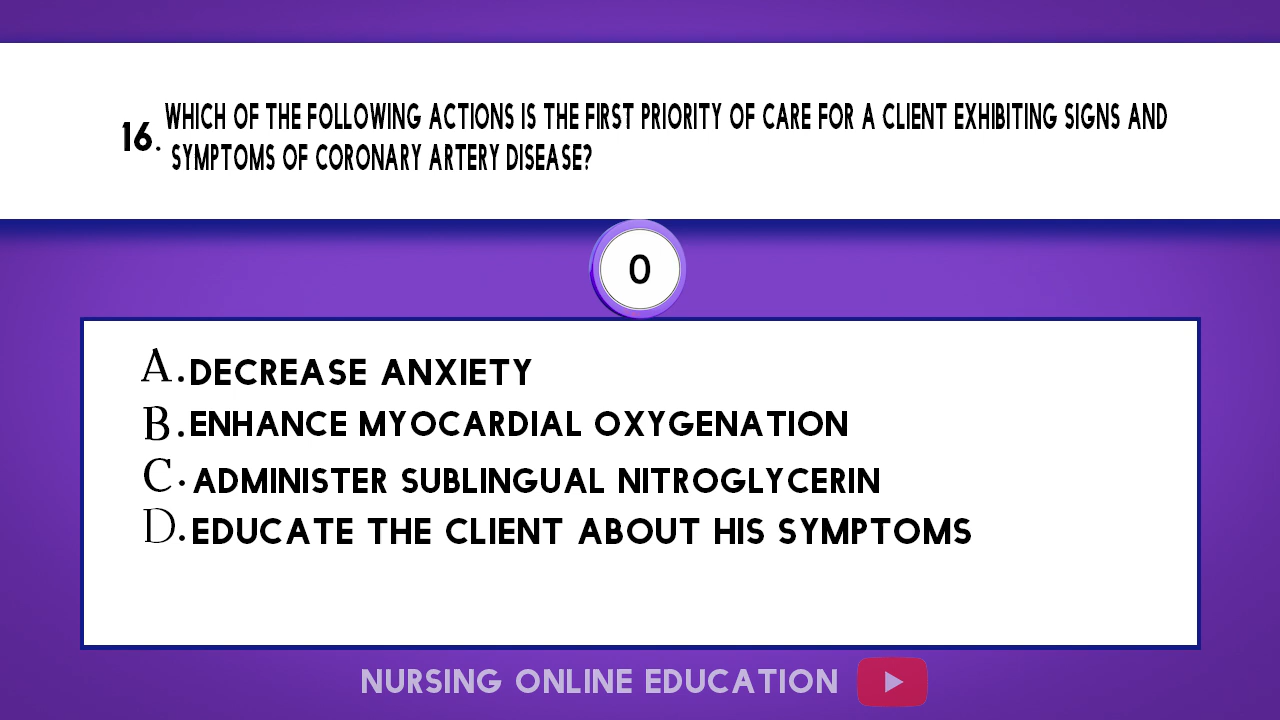 16. WHICH OF THE FOLLOWING ACTIONS IS THE FIRST PRIORITY OF CARE FOR A CLIENT EXHIBITING SIGNS AND
SYMPTOMS OF CORONARY ARTERY DISEASE?
0
A. DECREASE ANXIETY
B. ENHANCE MYOCARDIAL OXYGENATION
C. ADMINISTER SUBLINGUAL NITROGLYCERIN
D. EDUCATE THE CLIENT ABOUT HIS SYMPTOMS
NURSING ONLINE EDUCATION